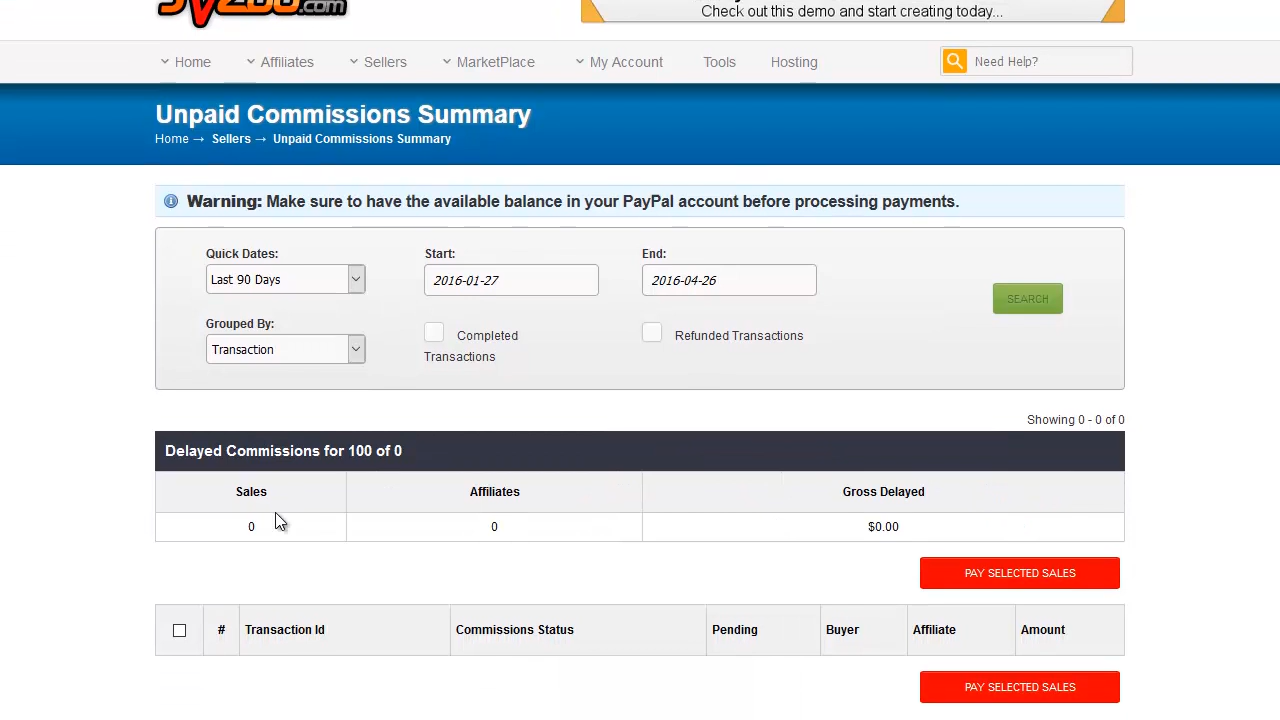 JVZoo.com
Check out this demo and start creating today...
Home Affiliates Sellers MarketPlace My Account Tools Hosting Need Help?
Unpaid Commissions Summary
Home → Sellers → Unpaid Commissions Summary
Warning: Make sure to have the available balance in your PayPal account before processing payments.
Quick Dates: Start: End:
Last 90 Days 2016-01-27 2016-04-26
SEARCH
Grouped By:
Transaction Completed Transactions Refunded Transactions
Showing 0 - 0 of 0
Delayed Commissions for 100 of 0
Sales Affiliates Gross Delayed
0 0 $0.00
PAY SELECTED SALES
# Transaction Id Commissions Status Pending Buyer Affiliate Amount
PAY SELECTED SALES